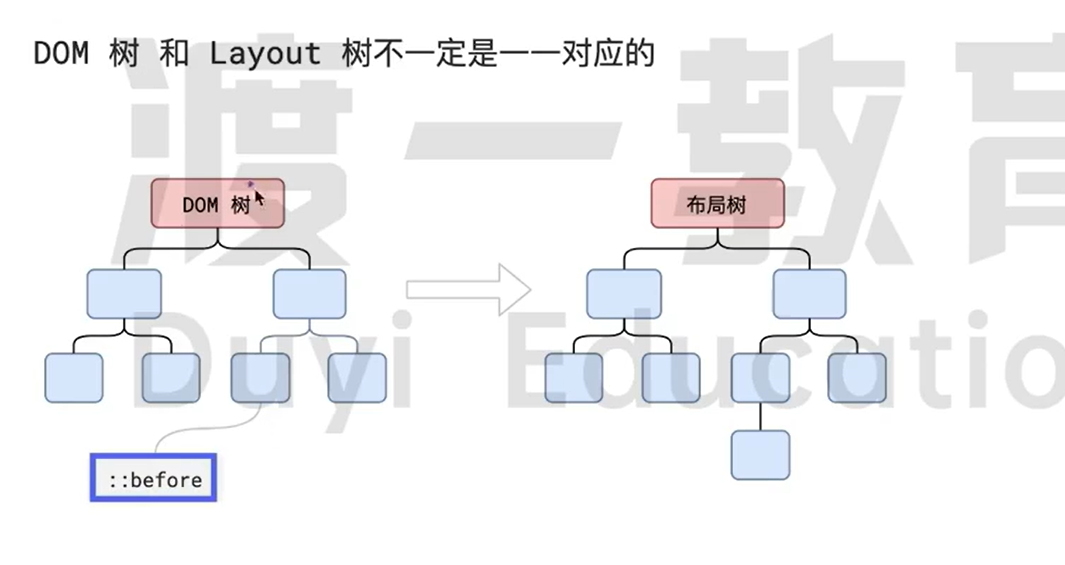 DOM 树 和 Layout 树不一定是一一对应的
渡一教育
DOM 树
布局树
Duyi Educatio
::before